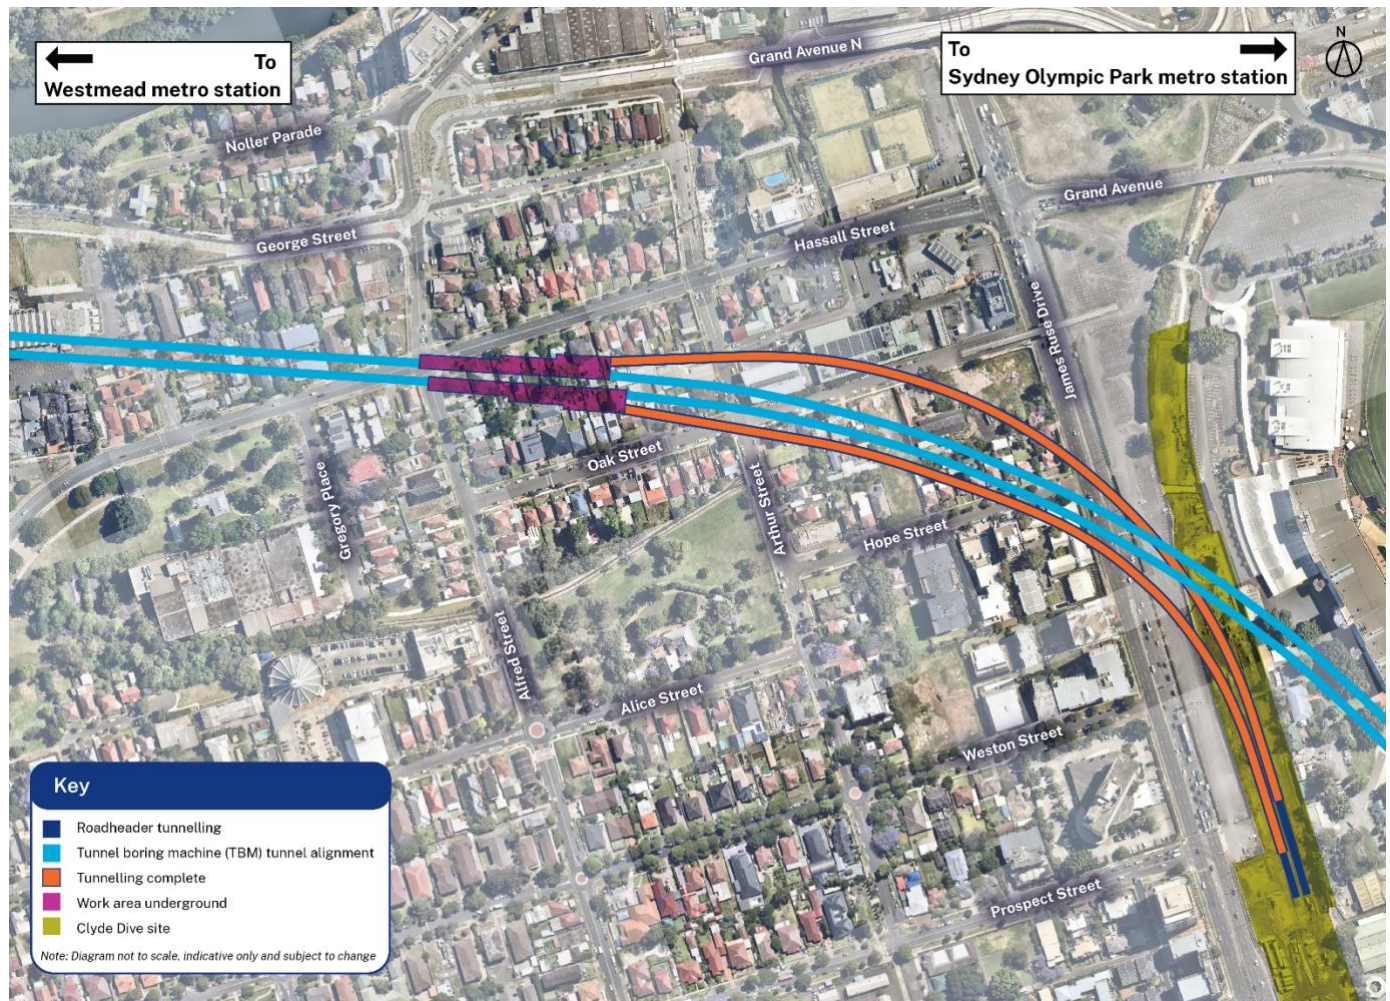 To
Westmead metro station
To
Sydney Olympic Park metro station
N
Grand Avenue N
Noller Parade
Grand Avenue
George Street
Hassall Street
James Ruse Drive
Oak Street
Gregory Place
Arthur Street
Hope Street
Alfred Street
Alice Street
Weston Street
Prospect Street
Key
Roadheader tunnelling
Tunnel boring machine (TBM) tunnel alignment
Tunnelling complete
Work area underground
Clyde Dive site
Note: Diagram not to scale, indicative only and subject to change